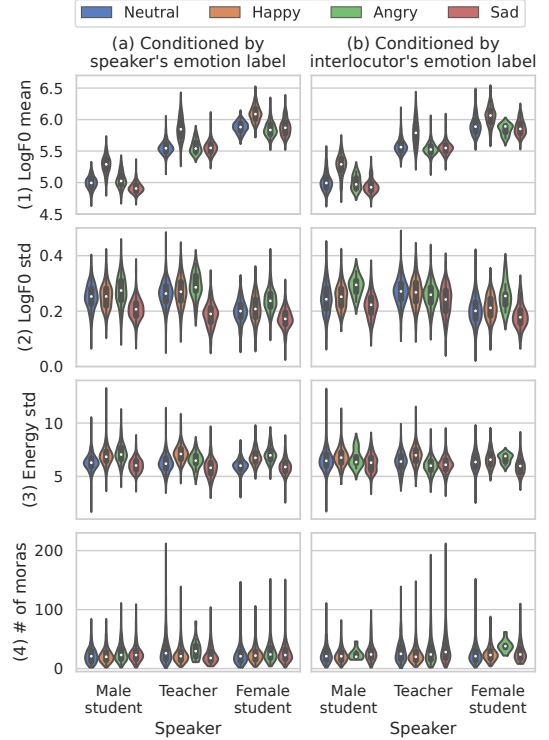 Neutral Happy Angry Sad
(a) Conditioned by
speaker's emotion label
(b) Conditioned by
interlocutor's emotion label
(1) LogF0 mean
6.5
6.0
5.5
5.0
4.5
(2) LogF0 std
0.4
0.2
0.0
(3) Energy std
10
5
(4) # of moras
200
100
0
Male
student
Teacher
Female
student
Male
student
Teacher
Female
student
Speaker
Speaker